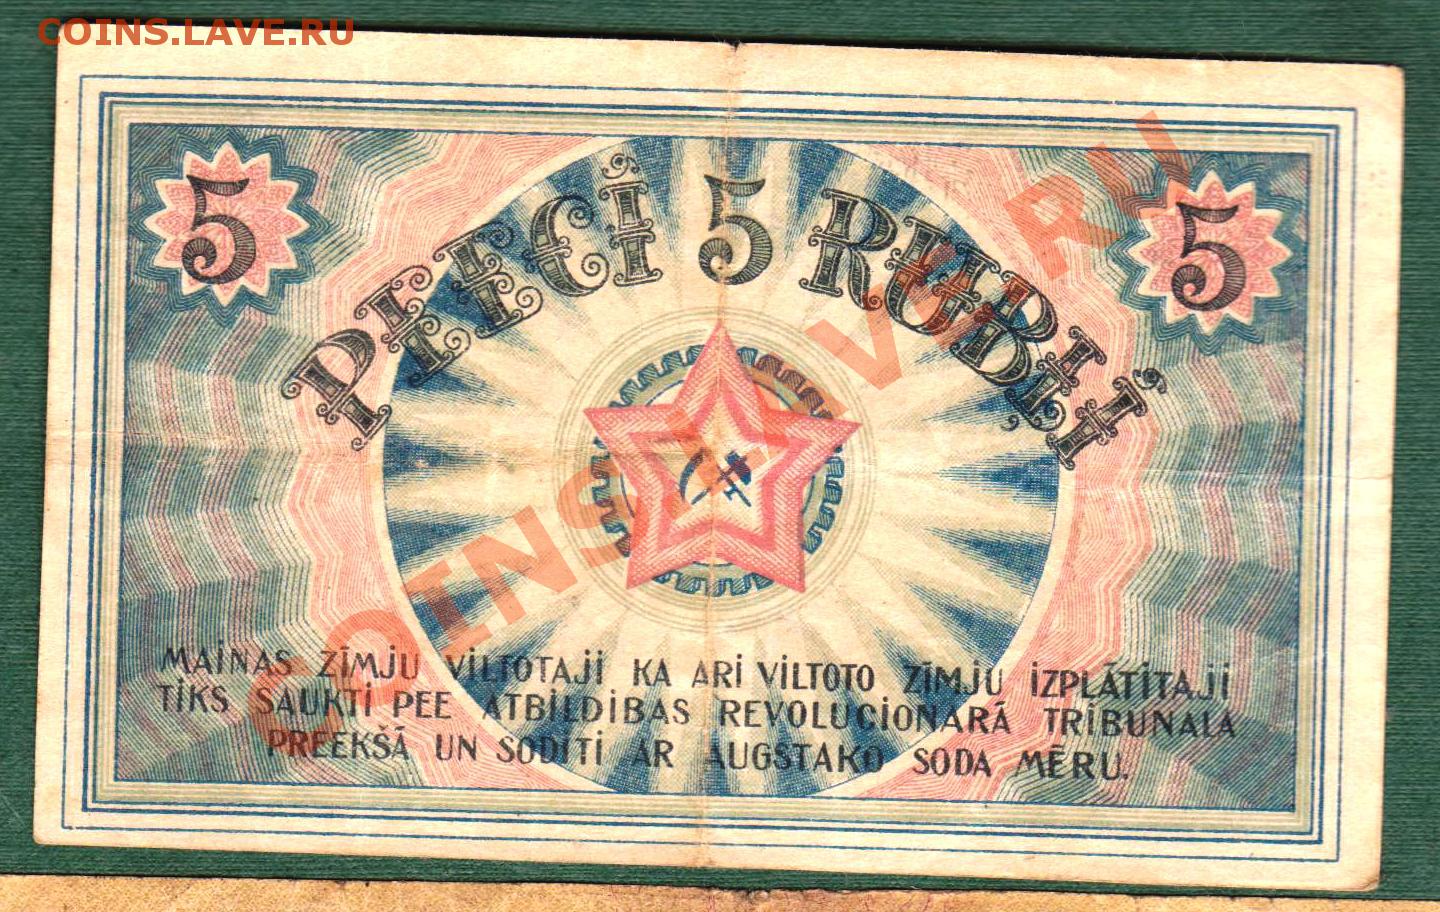 COINS.LAVE.RU
5 5
PIECI 5 RUBĻI
COINS.LAVE.RU
MAIŅAS ZĪMJU VILTOTAJI KA ARI VILTOTO ZĪMJU IZPLĀTITAJI
TIKS SAUKTI PEE ATBILDIBAS REVOLUCIONARĀ TRIBUNALA
PREEKŠĀ UN SODITI AR AUGSTAKO SODA MĒRU.